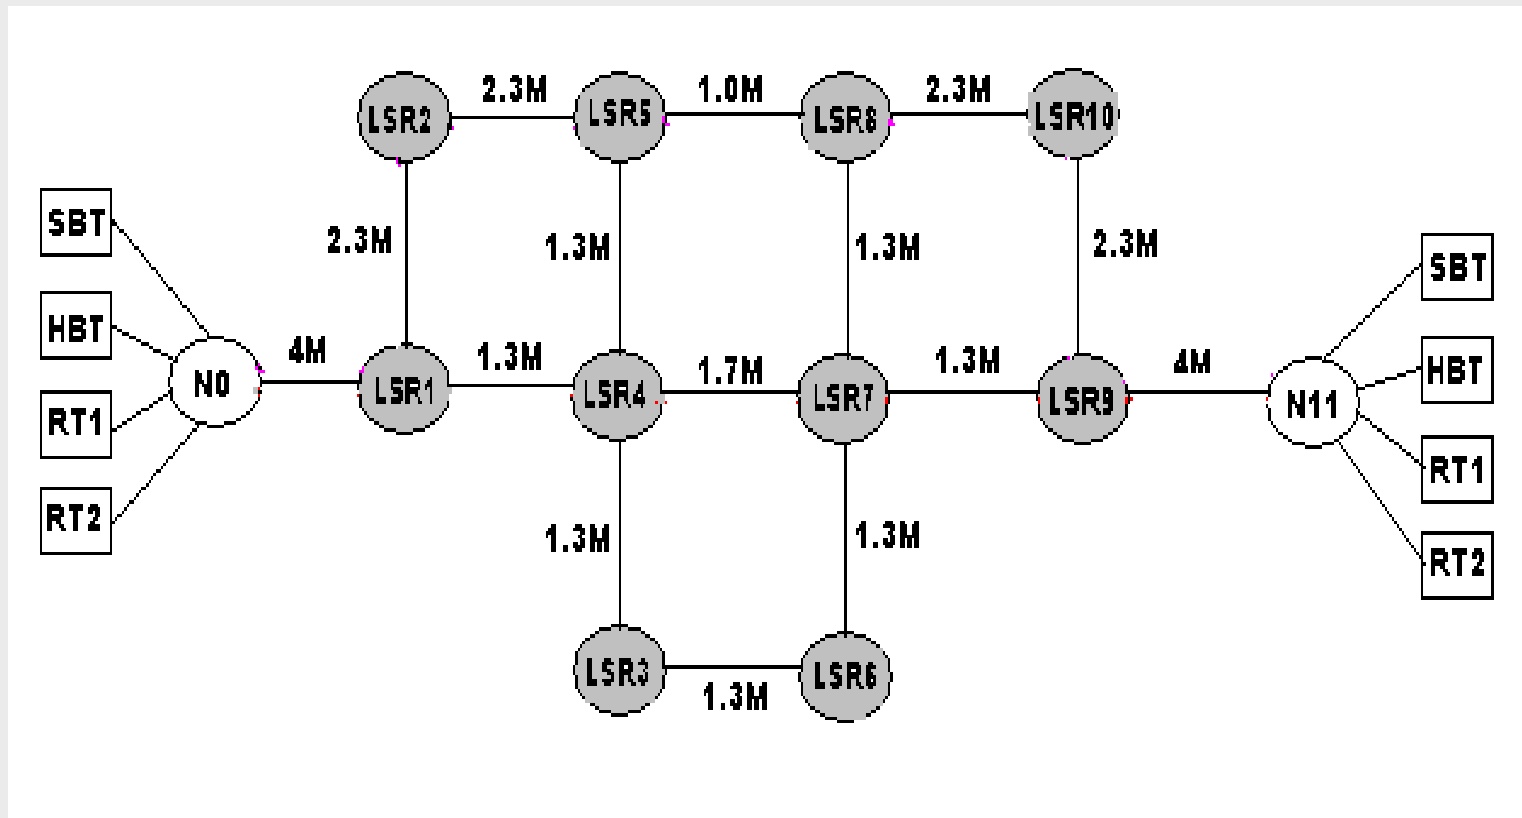 2.3M
1.0M
2.3M
LSR2
LSR5
LSR8
LSR10
SBT
2.3M
1.3M
1.3M
2.3M
SBT
HBT
4M
1.3M
1.7M
1.3M
4M
HBT
N0
LSR1
LSR4
LSR7
LSR9
N11
RT1
RT1
RT2
1.3M
1.3M
RT2
LSR3
LSR6
1.3M